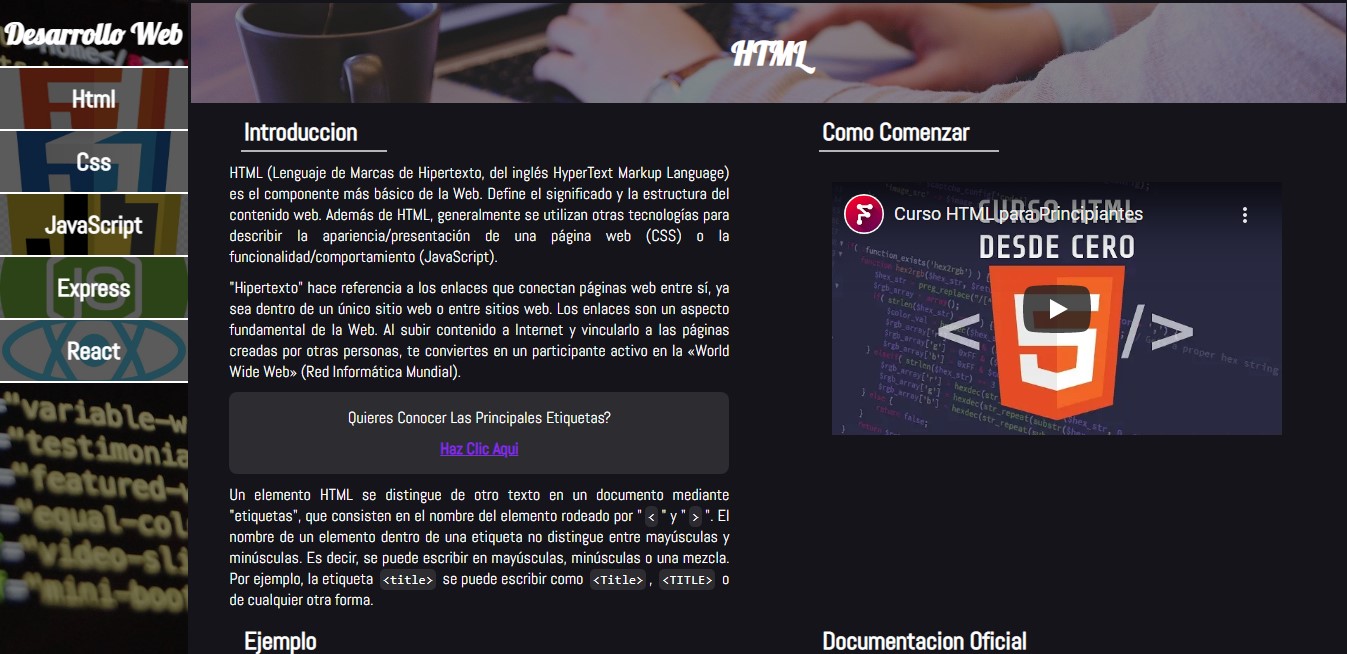 Desarrollo Web
Html
Css
JavaScript
Express
React
"variable-w
"testimonia
"featured-
"equal-col
"video-sli
"mini-boo
HTML
Introduccion
HTML (Lenguaje de Marcas de Hipertexto, del inglés HyperText Markup Language)
es el componente más básico de la Web. Define el significado y la estructura del
contenido web. Además de HTML, generalmente se utilizan otras tecnologías para
describir la apariencia/presentación de una página web (CSS) o la
funcionalidad/comportamiento (JavaScript).
"Hipertexto" hace referencia a los enlaces que conectan páginas web entre sí, ya
sea dentro de un único sitio web o entre sitios web. Los enlaces son un aspecto
fundamental de la Web. Al subir contenido a Internet y vincularlo a las páginas
creadas por otras personas, te conviertes en un participante activo en la «World
Wide Web» (Red Informática Mundial).
Quieres Conocer Las Principales Etiquetas?
Haz Clic Aqui
Un elemento HTML se distingue de otro texto en un documento mediante
"etiquetas", que consisten en el nombre del elemento rodeado por " < " y " > ". El
nombre de un elemento dentro de una etiqueta no distingue entre mayúsculas y
minúsculas. Es decir, se puede escribir en mayúsculas, minúsculas o una mezcla.
Por ejemplo, la etiqueta <title> se puede escribir como <Title> , <TITLE> o
de cualquier otra forma.
Ejemplo
Como Comenzar
Curso HTML para Principiantes
CURSO HTML
DESDE CERO
< />
Documentacion Oficial